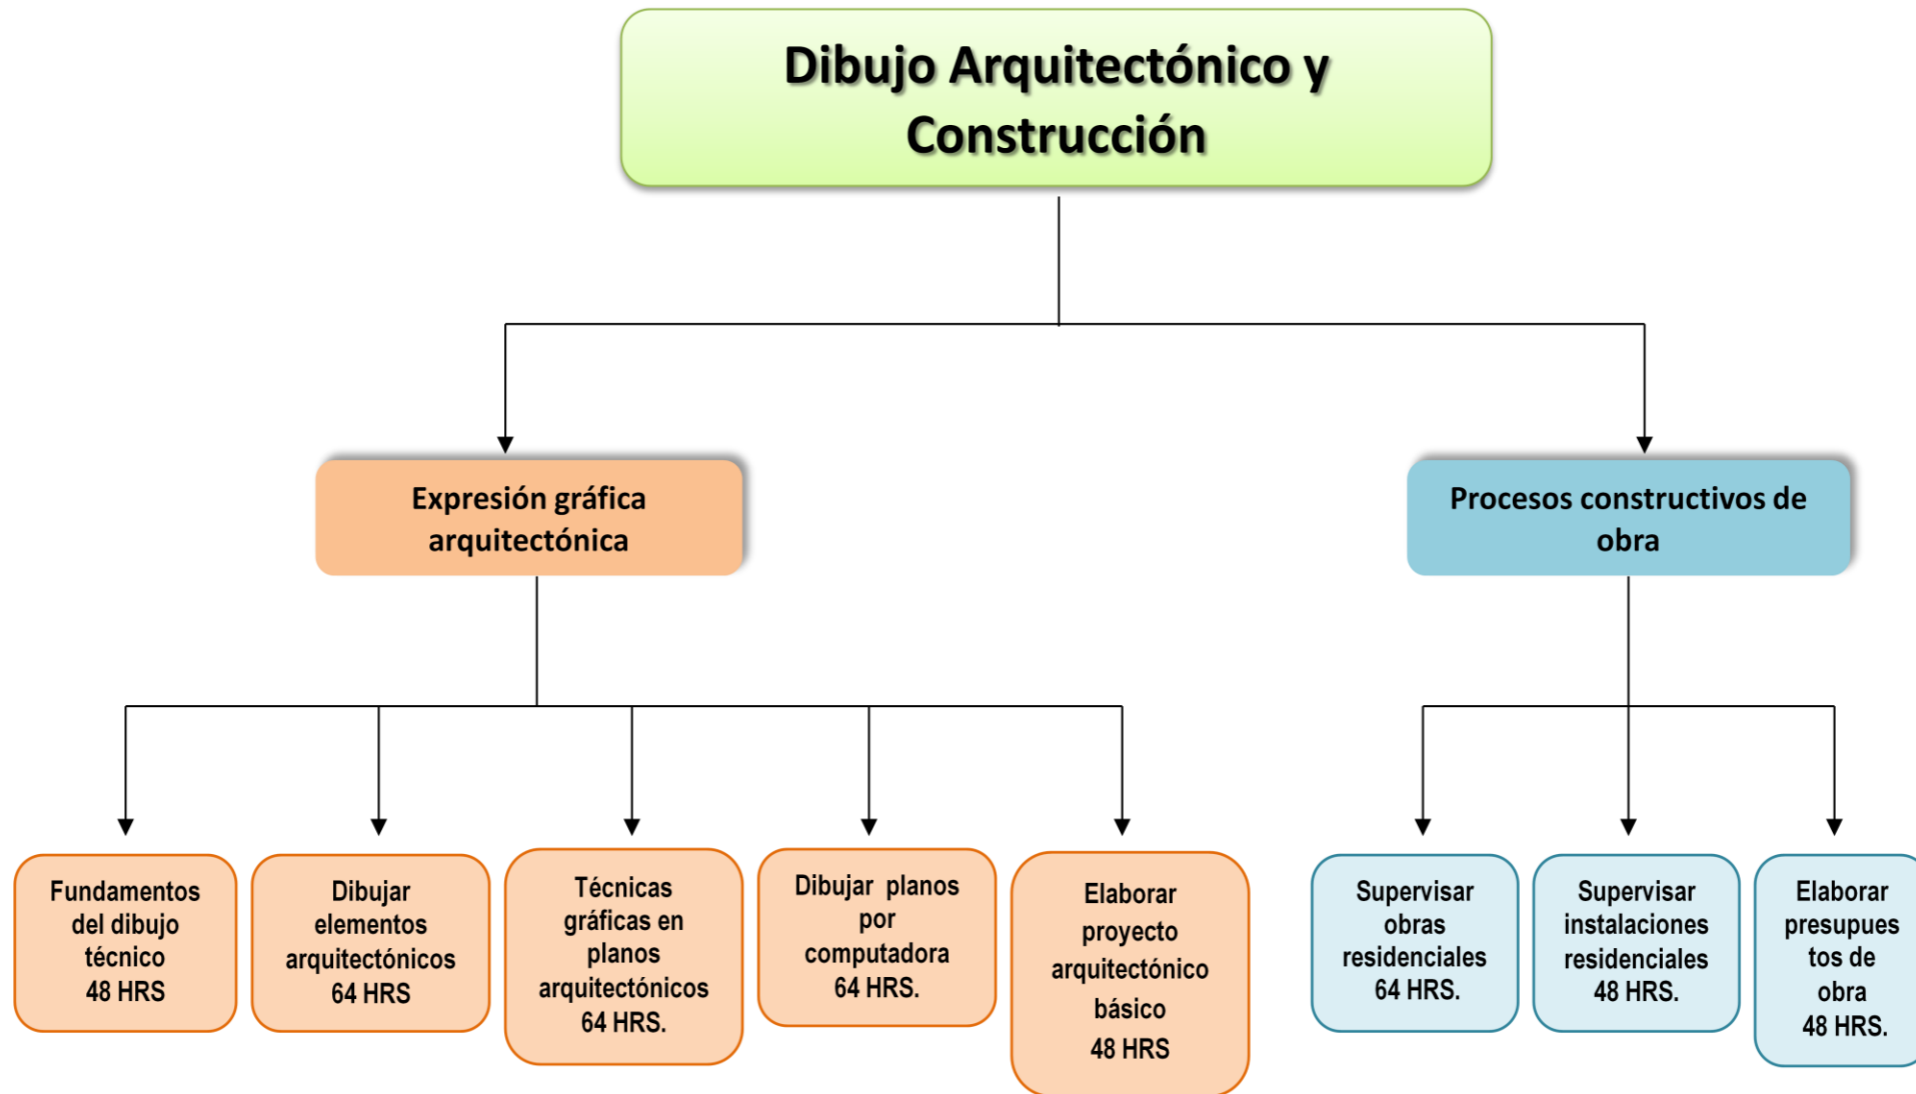 Dibujo Arquitectónico y
Construcción
Expresión gráfica
arquitectónica
Procesos constructivos de
obra
Fundamentos
del dibujo
técnico
48 HRS
Dibujar
elementos
arquitectónicos
64 HRS
Técnicas
gráficas en
planos
arquitectónicos
64 HRS.
Dibujar planos
por
computadora
64 HRS.
Elaborar
proyecto
arquitectónico
básico
48 HRS
Supervisar
obras
residenciales
64 HRS.
Supervisar
instalaciones
residenciales
48 HRS.
Elaborar
presupues
tos de
obra
48 HRS.